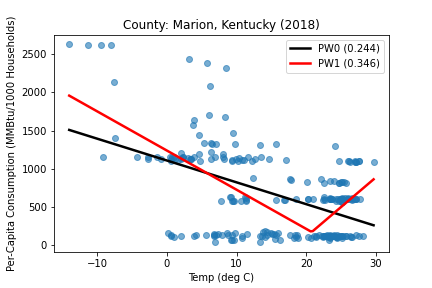 County: Marion, Kentucky (2018)
PW0 (0.244)
PW1 (0.346)
Per-Capita Consumption (MMBtu/1000 Households)
2500
2000
1500
1000
500
0
−10
0
10
20
30
Temp (deg C)